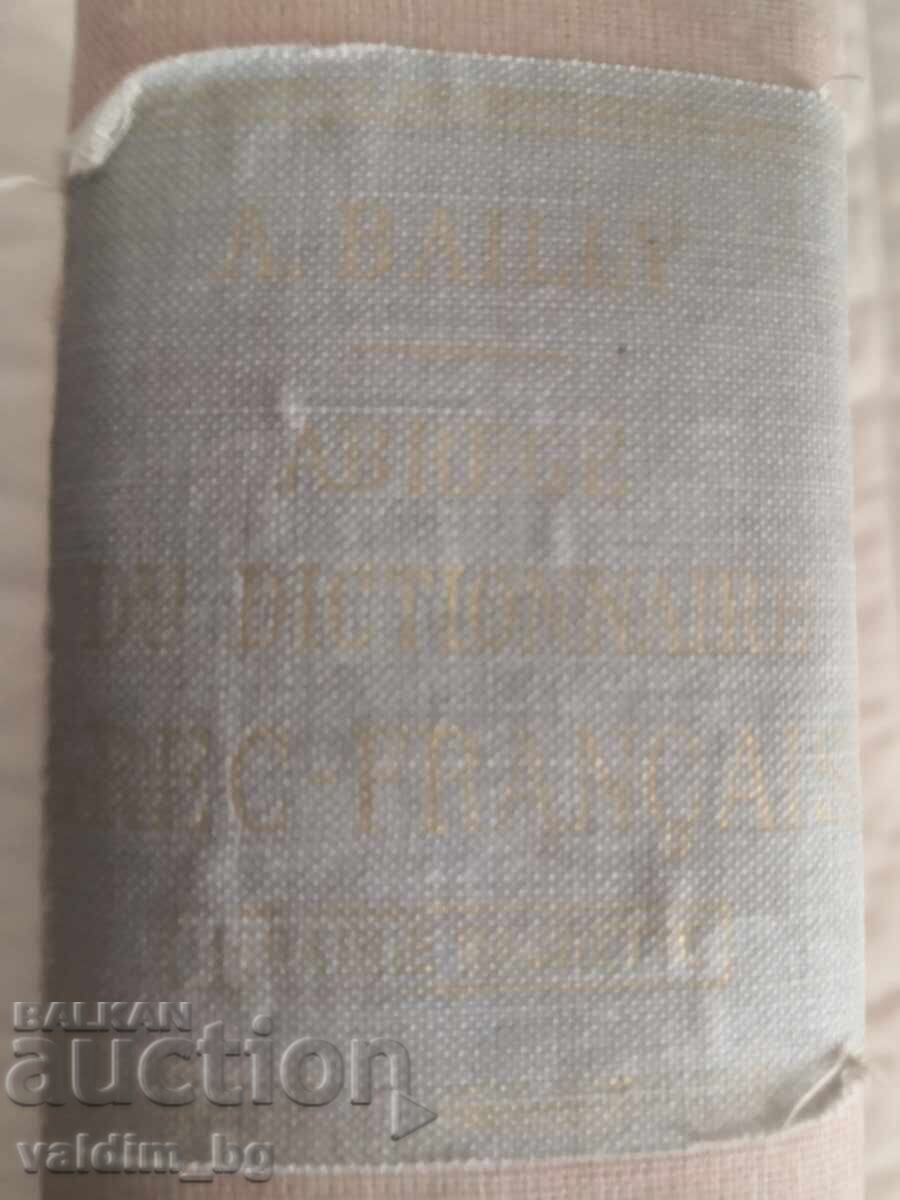 A. BAILLY
ABRÉGÉ
DU DICTIONNAIRE
GREC-FRANÇAIS
BALKAN
auction
valdim_bg